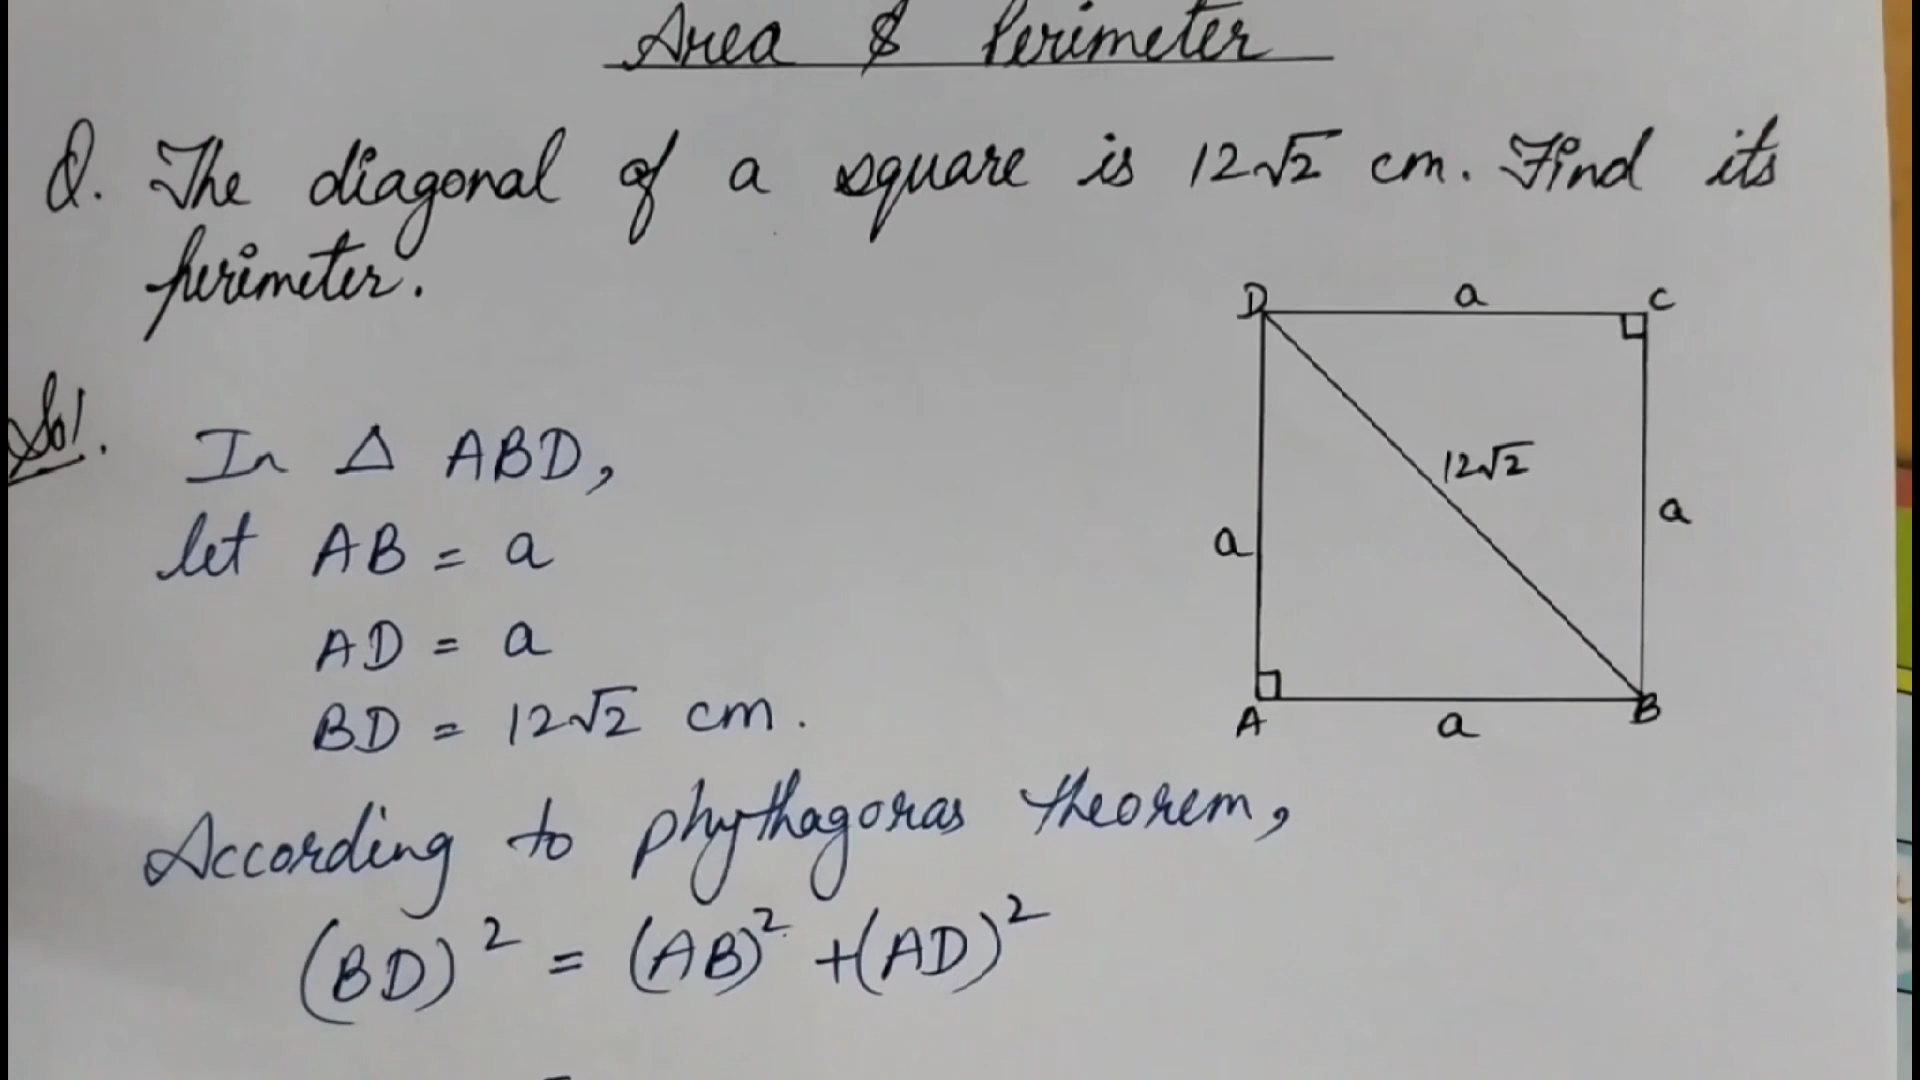 Area & Perimeter
Q. The diagonal of a square is 12√2 cm. Find its
perimeter.
D a C
Sol. In △ ABD,
12√2
let AB = a
a
a
AD = a
BD = 12√2 cm.
A a B
According to phythagoras theorem,
(BD)² = (AB)² + (AD)²